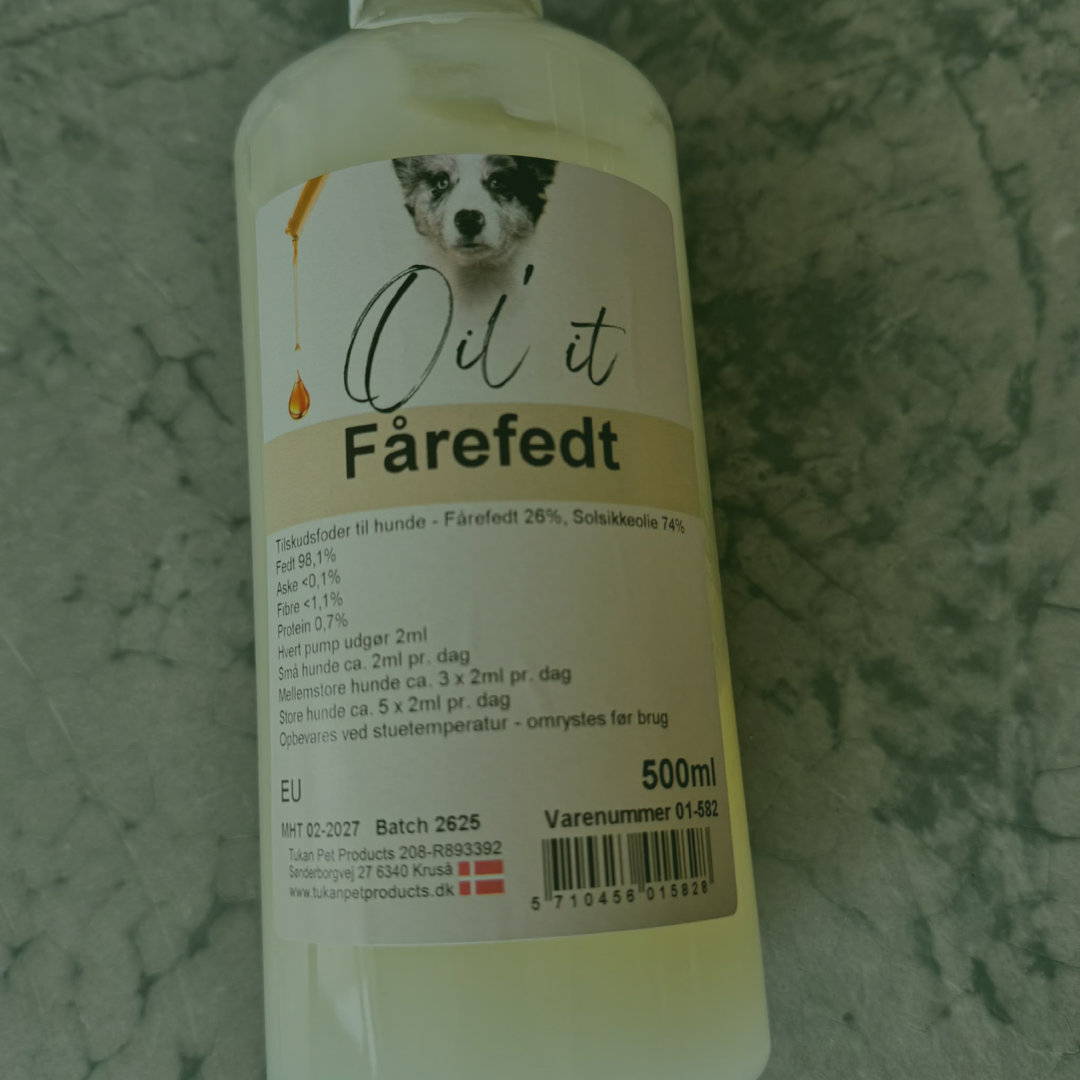 Oil' it
Fårefedt
Tilskudsfoder til hunde - Fårefedt 26%, Solsikkeolie 74%
Fedt 98,1%
Aske <0,1%
Fibre <1,1%
Protein 0,7%
Hvert pump udgør 2ml
Små hunde ca. 2ml pr. dag
Mellemstore hunde ca. 3 x 2ml pr. dag
Store hunde ca. 5 x 2ml pr. dag
Opbevares ved stuetemperatur - omrystes før brug
EU
500ml
MHT 02-2027 Batch 2625
Varenummer 01-582
Tukan Pet Products 208-R893392
Sønderborgvej 27 6340 Kruså
www.tukanpetproducts.dk
5 710456 015828